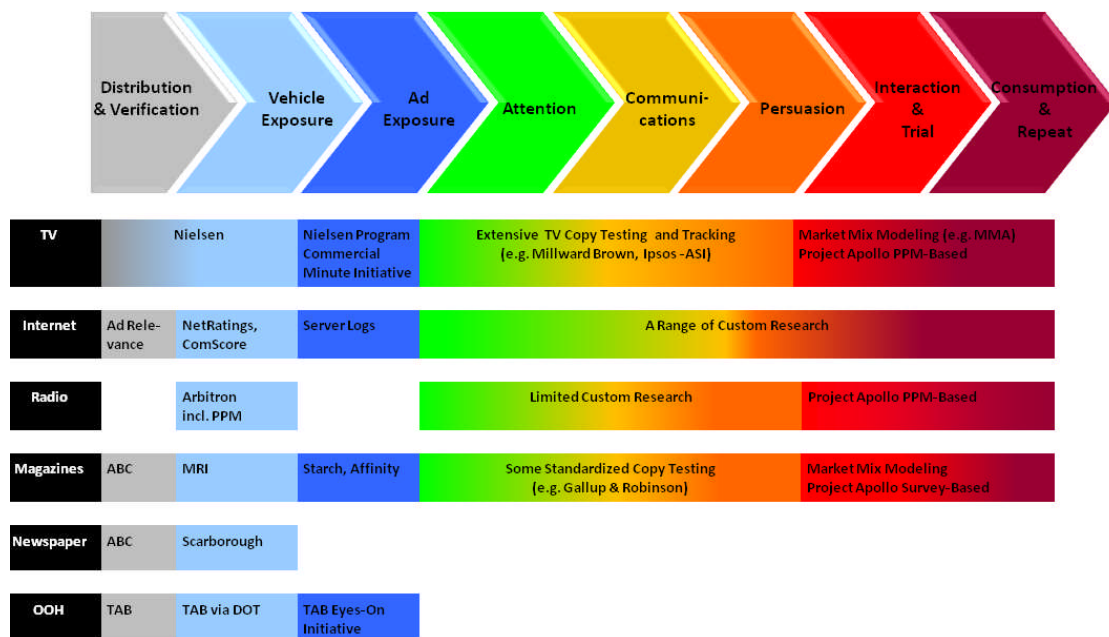 Distribution
& Verification
Vehicle
Exposure
Ad
Exposure
Attention
Communi-
cations
Persuasion
Interaction
&
Trial
Consumption
&
Repeat
TV
Nielsen
Nielsen Program
Commercial
Minute Initiative
Extensive TV Copy Testing and Tracking
(e.g. Millward Brown, Ipsos -ASI)
Market Mix Modeling (e.g. MMA)
Project Apollo PPM-Based
Internet
Ad Rele-
vance
NetRatings,
ComScore
Server Logs
A Range of Custom Research
Radio
Arbitron
incl. PPM
Limited Custom Research
Project Apollo PPM-Based
Magazines
ABC
MRI
Starch, Affinity
Some Standardized Copy Testing
(e.g. Gallup & Robinson)
Market Mix Modeling
Project Apollo Survey-Based
Newspaper
ABC
Scarborough
OOH
TAB
TAB via DOT
TAB Eyes-On
Initiative